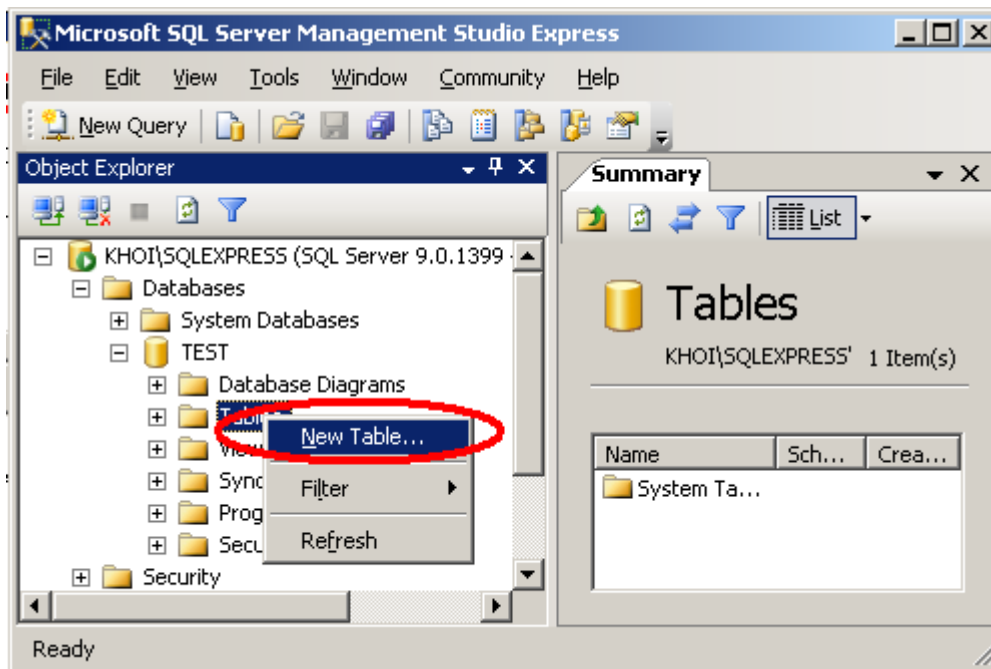 Microsoft SQL Server Management Studio Express
File Edit View Tools Window Community Help
New Query
Object Explorer
Summary
List
KHOI\SQLEXPRESS (SQL Server 9.0.1399 -
Databases
System Databases
TEST
Database Diagrams
New Table...
Filter
Refresh
Security
Tables
KHOI\SQLEXPRESS' 1 Item(s)
Name Sch... Crea...
System Ta...
Ready